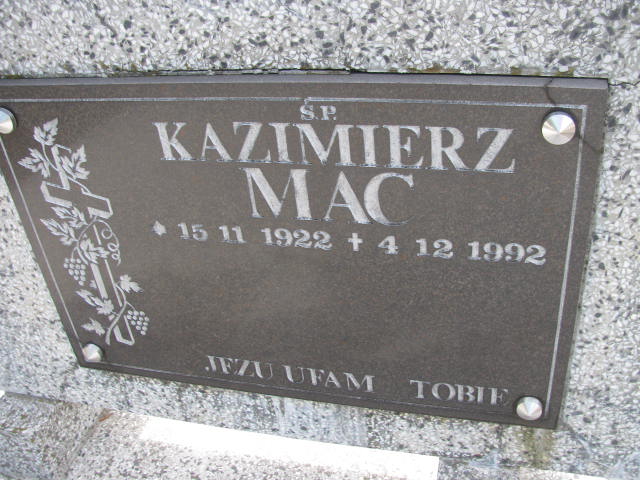 Ś.P.
KAZIMIERZ
MAC
* 15 11 1922 + 4 12 1992
JEZU UFAM TOBIE